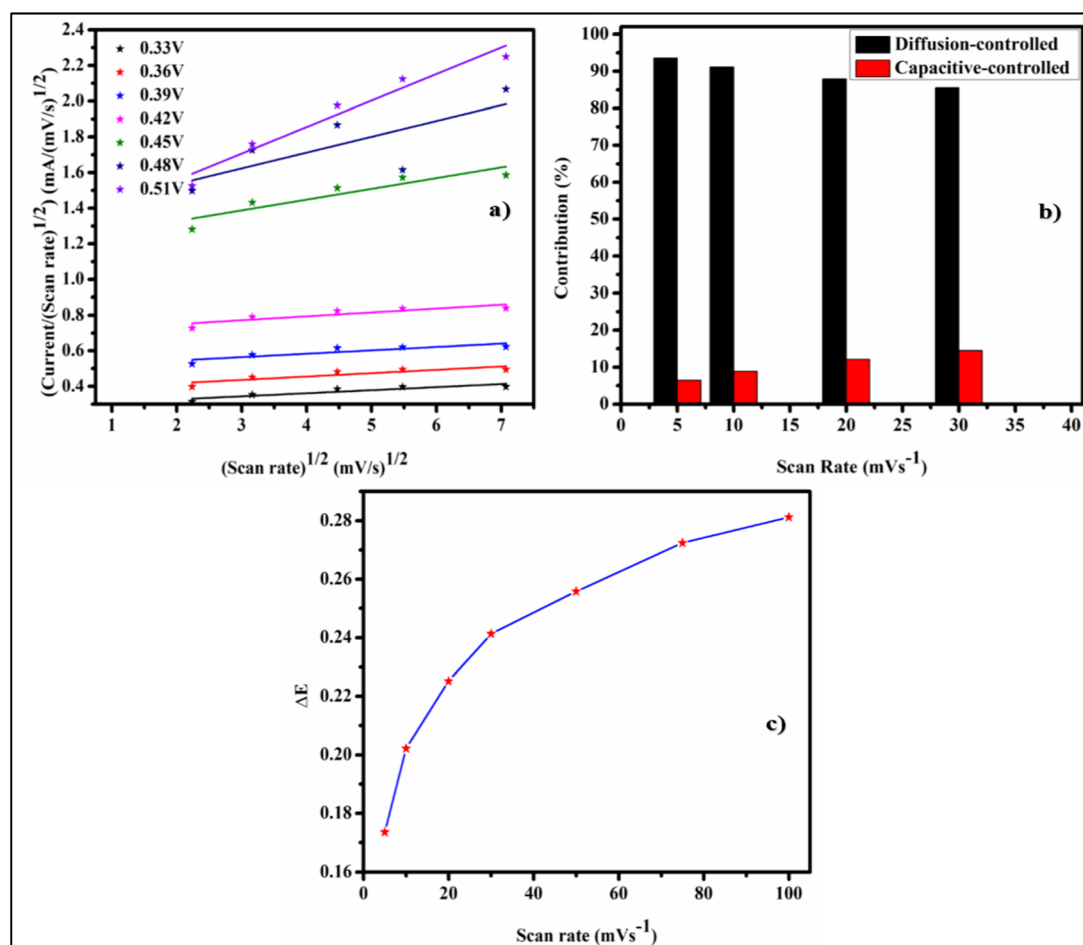 2.4
2.2
2.0
1.8
1.6
1.4
1.2
1.0
0.8
0.6
0.4
(Current/(Scan rate)^1/2) (mA/(mV/s)^1/2)
0.33V
0.36V
0.39V
0.42V
0.45V
0.48V
0.51V
a)
1 2 3 4 5 6 7
(Scan rate)^1/2 (mV/s)^1/2
100
90
80
70
60
50
40
30
20
10
0
Contribution (%)
Diffusion-controlled
Capacitive-controlled
b)
0 5 10 15 20 25 30 35 40
Scan Rate (mVs^-1)
0.28
0.26
0.24
0.22
0.20
0.18
0.16
ΔE
c)
0 20 40 60 80 100
Scan rate (mVs^-1)